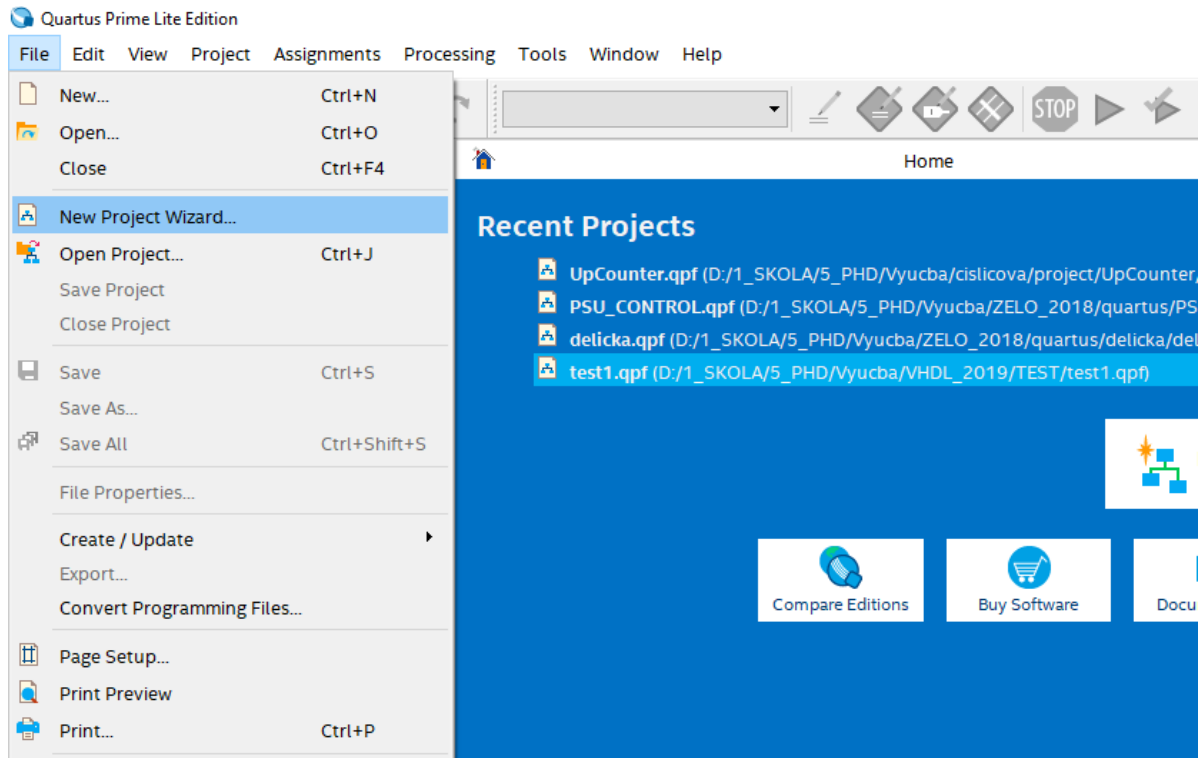 Quartus Prime Lite Edition
File Edit View Project Assignments Processing Tools Window Help
New... Ctrl+N
Open... Ctrl+O
Close Ctrl+F4
New Project Wizard...
Open Project... Ctrl+J
Save Project
Close Project
Save Ctrl+S
Save As...
Save All Ctrl+Shift+S
File Properties...
Create / Update
Export...
Convert Programming Files...
Page Setup...
Print Preview
Print... Ctrl+P
STOP
Home
Recent Projects
UpCounter.qpf (D:/1_SKOLA/5_PHD/Vyucba/cislicova/project/UpCounter/
PSU_CONTROL.qpf (D:/1_SKOLA/5_PHD/Vyucba/ZELO_2018/quartus/PS
delicka.qpf (D:/1_SKOLA/5_PHD/Vyucba/ZELO_2018/quartus/delicka/del
test1.qpf (D:/1_SKOLA/5_PHD/Vyucba/VHDL_2019/TEST/test1.qpf)
Compare Editions Buy Software Docu